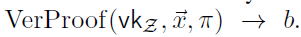 VerProof(vk_𝒵, x⃗, π) → b.